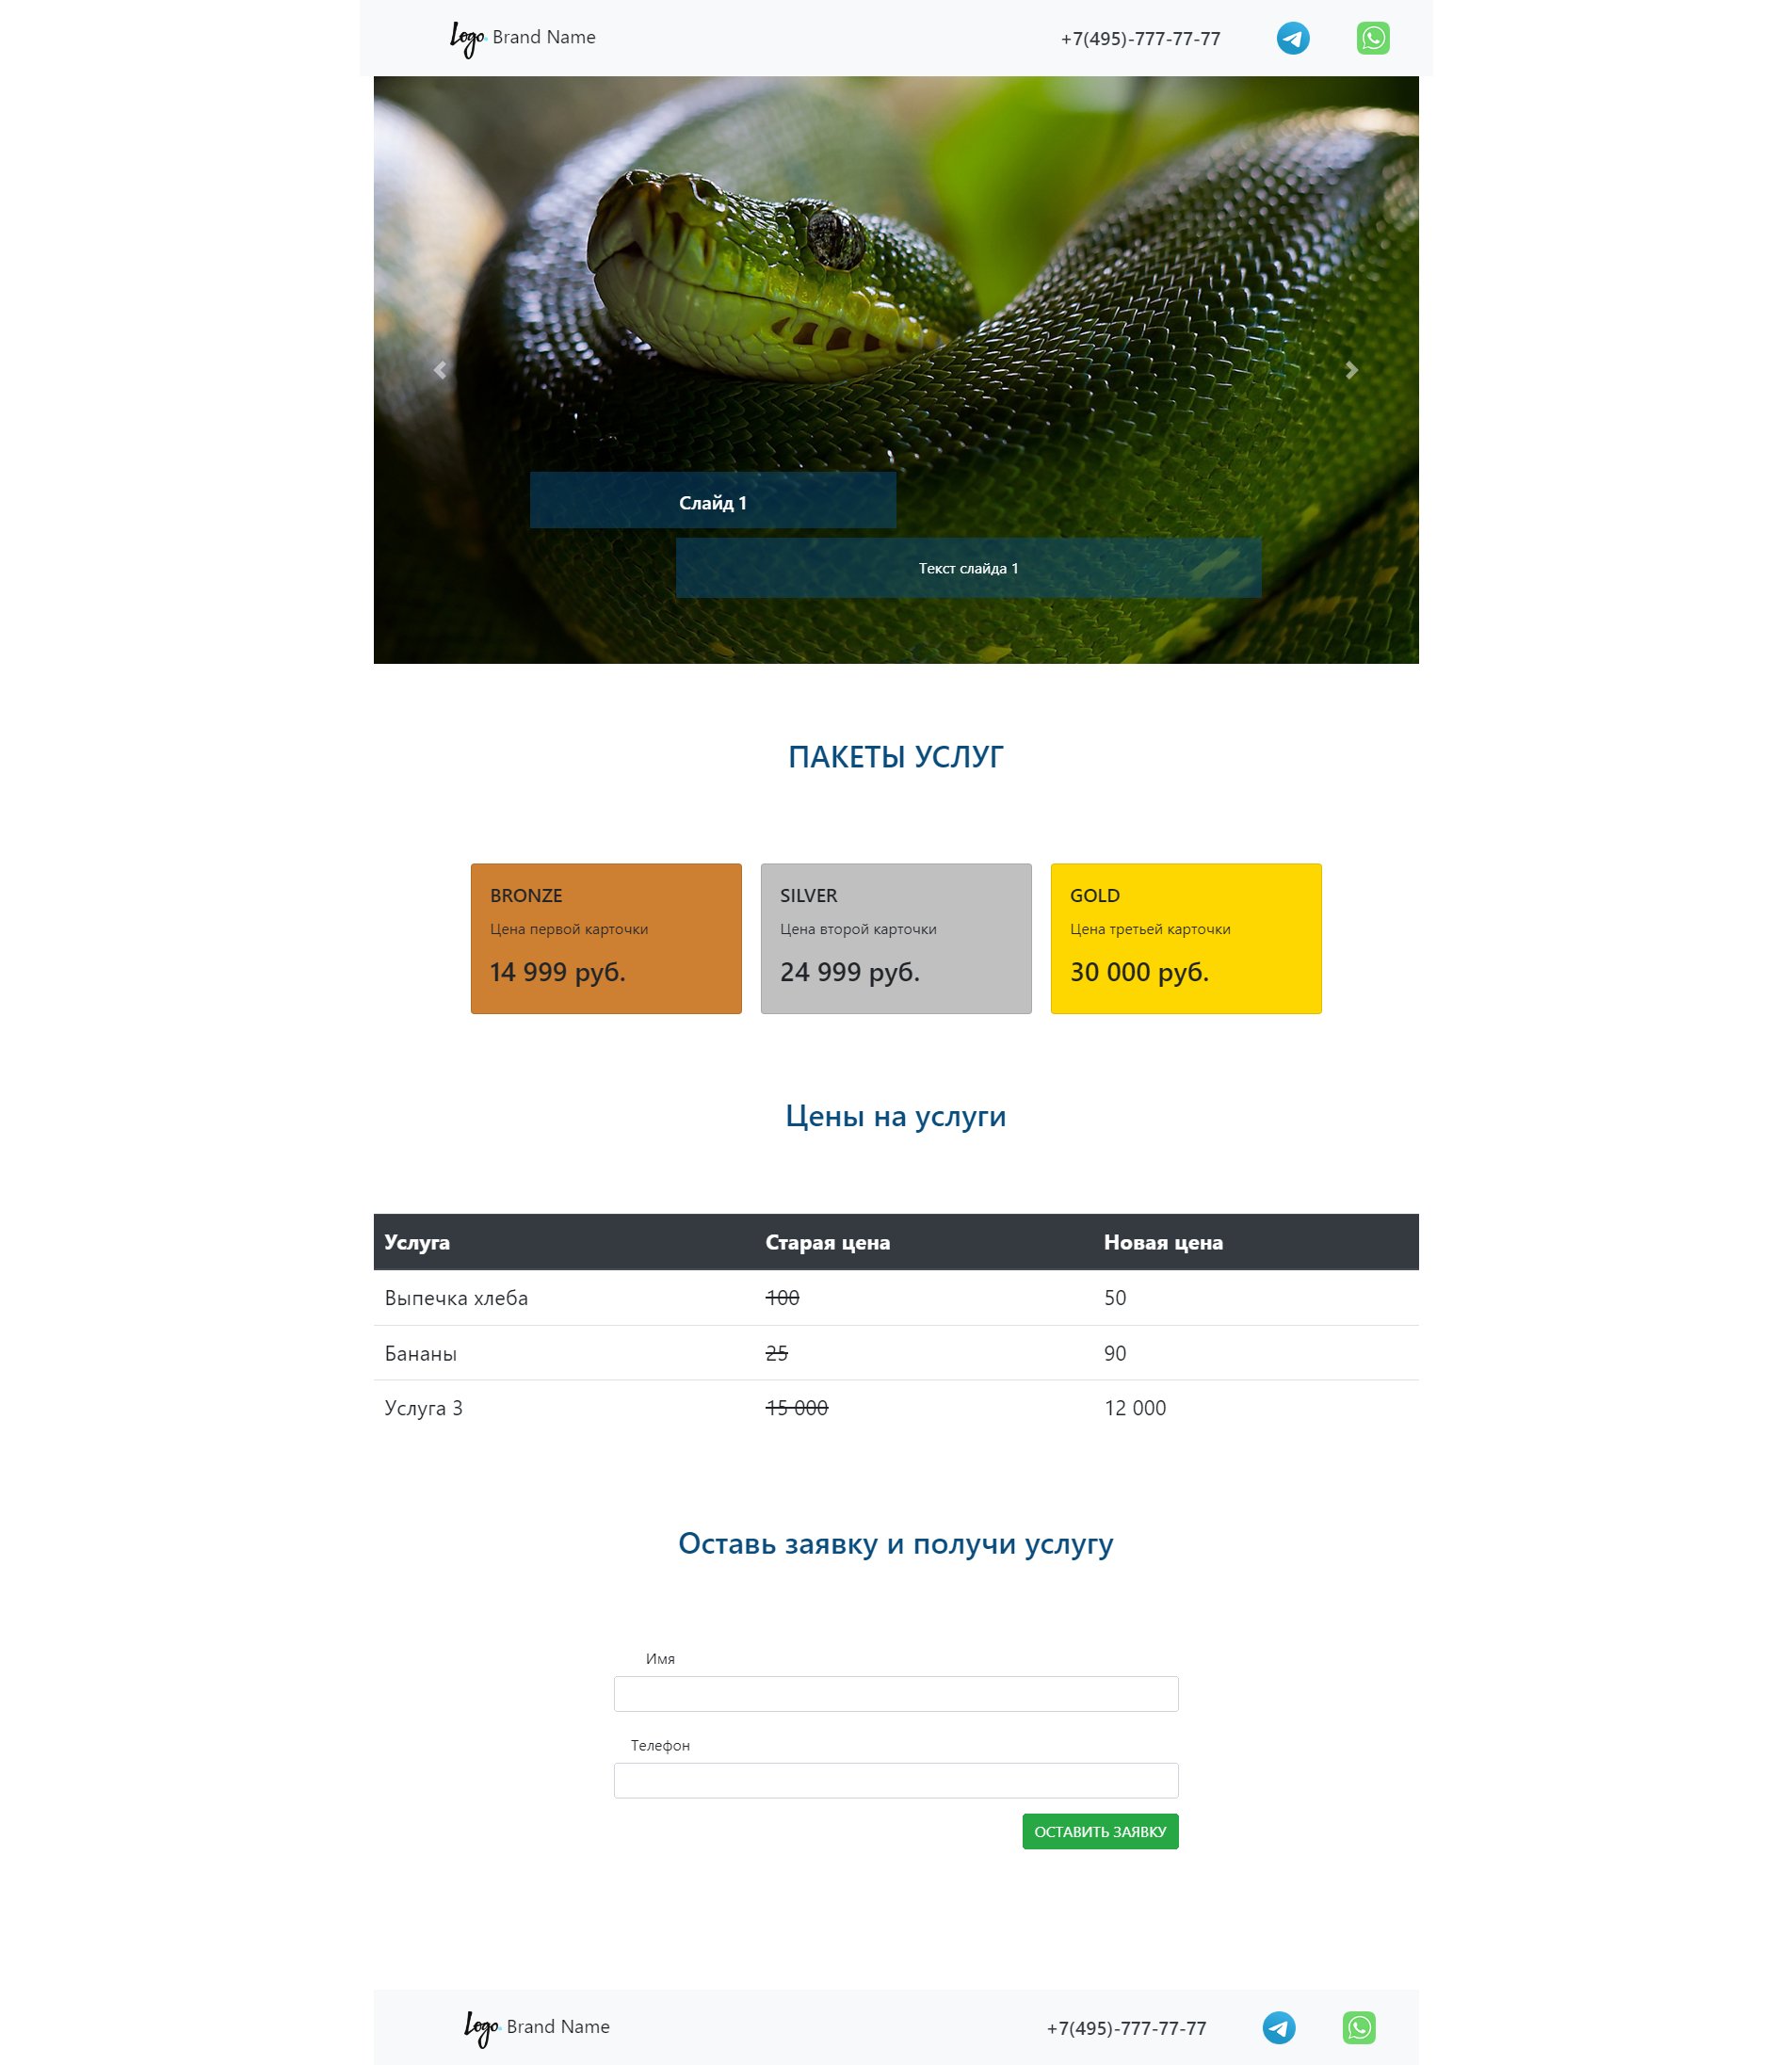 Logo. Brand Name +7(495)-777-77-77
Слайд 1
Текст слайда 1
ПАКЕТЫ УСЛУГ
BRONZE
Цена первой карточки
14 999 руб.
SILVER
Цена второй карточки
24 999 руб.
GOLD
Цена третьей карточки
30 000 руб.
Цены на услуги
Услуга Старая цена Новая цена
Выпечка хлеба 100 50
Бананы 25 90
Услуга 3 15 000 12 000
Оставь заявку и получи услугу
Имя
Телефон
ОСТАВИТЬ ЗАЯВКУ
Logo. Brand Name +7(495)-777-77-77